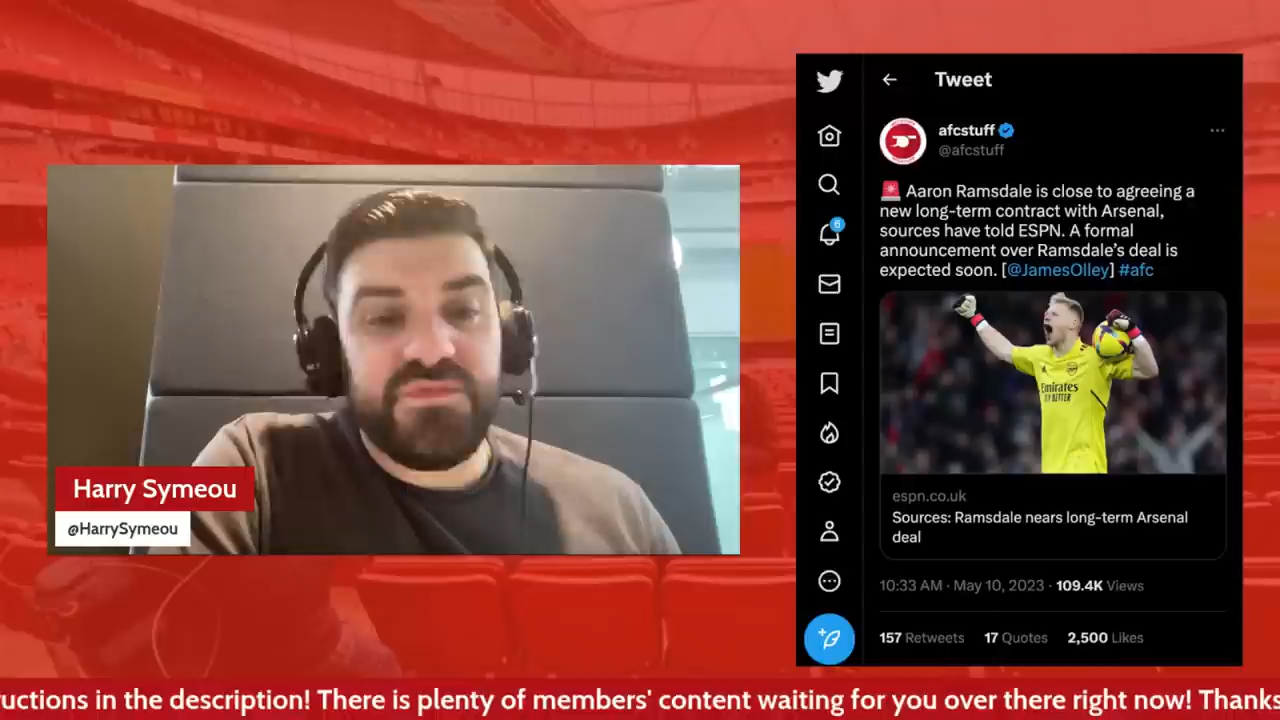 Tweet
afcstuff
@afcstuff
🚨 Aaron Ramsdale is close to agreeing a
new long-term contract with Arsenal,
sources have told ESPN. A formal
announcement over Ramsdale's deal is
expected soon. [@JamesOlley] #afc
Emirates
FLY BETTER
espn.co.uk
Sources: Ramsdale nears long-term Arsenal
deal
10:33 AM · May 10, 2023 · 109.4K Views
157 Retweets 17 Quotes 2,500 Likes
6
Harry Symeou
@HarrySymeou
uctions in the description! There is plenty of members' content waiting for you over there right now! Thanks